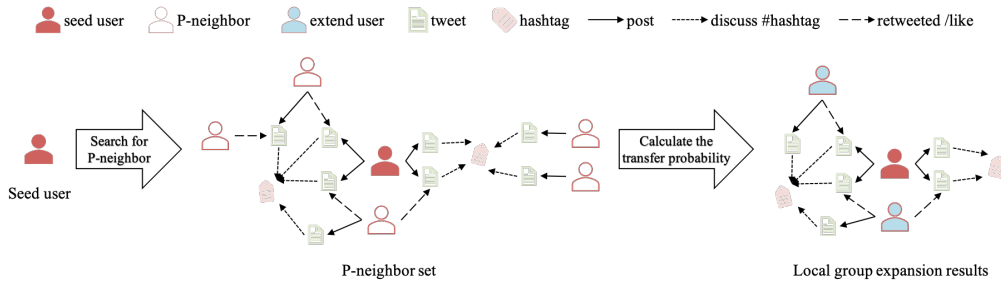 seed user P-neighbor extend user tweet hashtag post discuss #hashtag retweeted /like
Search for
P-neighbor
Calculate the
transfer probability
Seed user
P-neighbor set
Local group expansion results